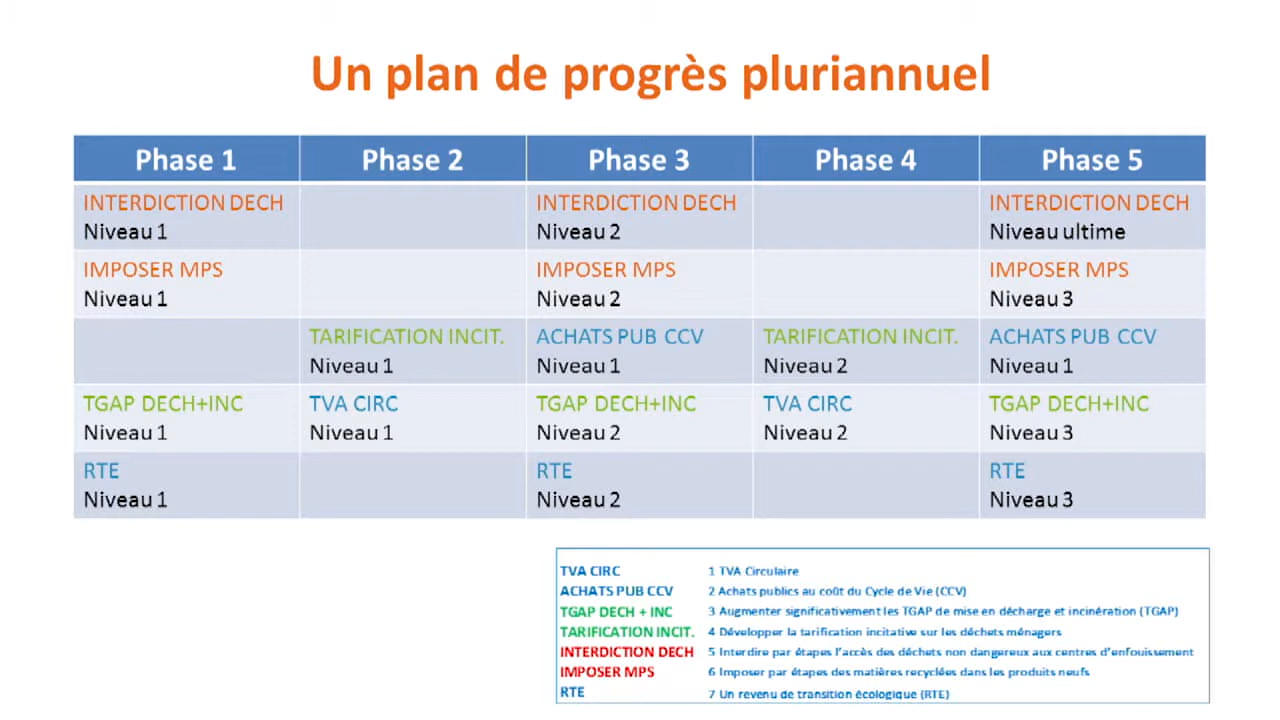 Un plan de progrès pluriannuel
Phase 1 Phase 2 Phase 3 Phase 4 Phase 5
INTERDICTION DECH INTERDICTION DECH INTERDICTION DECH
Niveau 1 Niveau 2 Niveau ultime
IMPOSER MPS IMPOSER MPS IMPOSER MPS
Niveau 1 Niveau 2 Niveau 3
TARIFICATION INCIT. ACHATS PUB CCV TARIFICATION INCIT. ACHATS PUB CCV
Niveau 1 Niveau 1 Niveau 2 Niveau 1
TGAP DECH+INC TVA CIRC TGAP DECH+INC TVA CIRC TGAP DECH+INC
Niveau 1 Niveau 1 Niveau 2 Niveau 2 Niveau 3
RTE RTE RTE
Niveau 1 Niveau 2 Niveau 3
TVA CIRC 1 TVA Circulaire
ACHATS PUB CCV 2 Achats publics au coût du Cycle de Vie (CCV)
TGAP DECH + INC 3 Augmenter significativement les TGAP de mise en décharge et incinération (TGAP)
TARIFICATION INCIT. 4 Développer la tarification incitative sur les déchets ménagers
INTERDICTION DECH 5 Interdire par étapes l'accès des déchets non dangereux aux centres d'enfouissement
IMPOSER MPS 6 Imposer par étapes des matières recyclées dans les produits neufs
RTE 7 Un revenu de transition écologique (RTE)